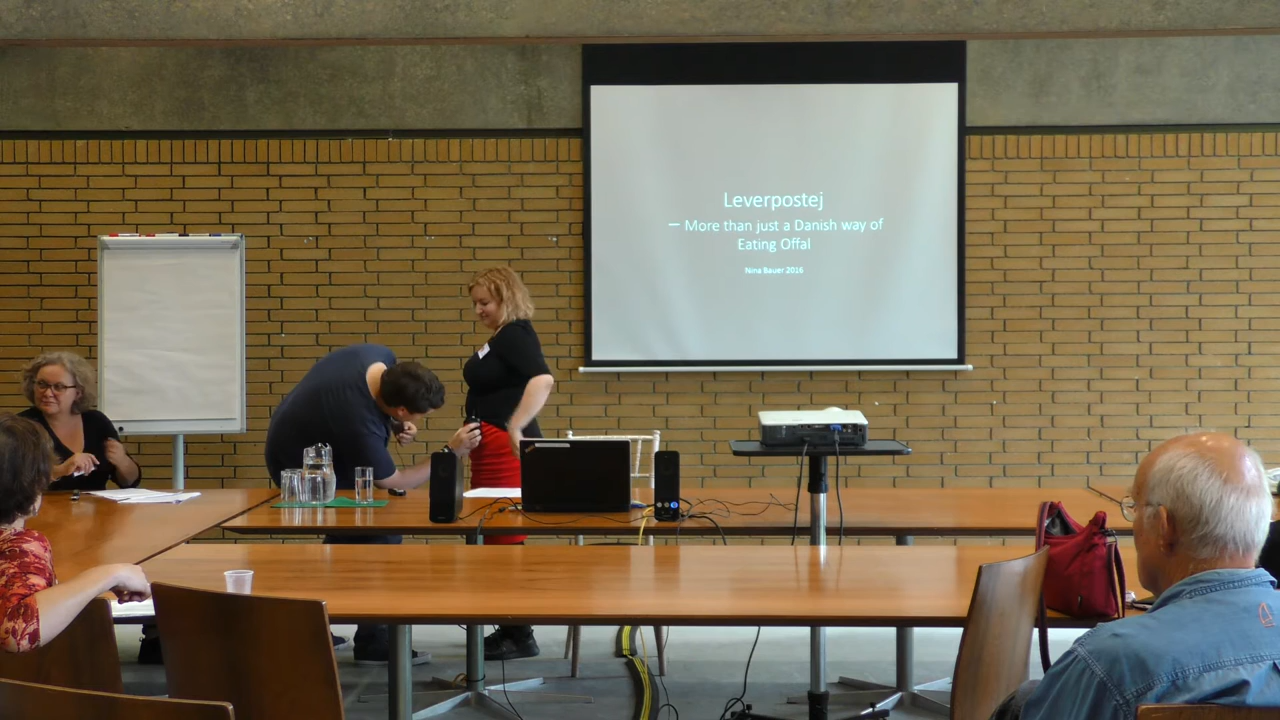 Leverpostej
– More than just a Danish way of
Eating Offal
Nina Bauer 2016